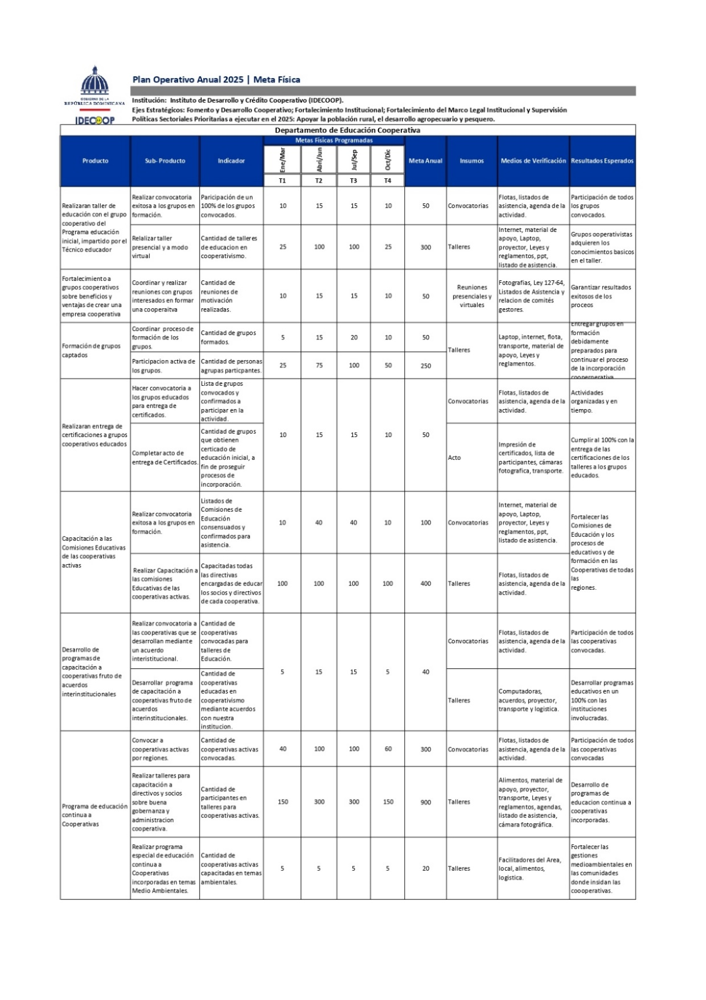 GOBIERNO DE LA
REPÚBLICA DOMINICANA
IDECOOP
Plan Operativo Anual 2025 | Meta Física
Institución: Instituto de Desarrollo y Crédito Cooperativo (IDECOOP).
Ejes Estratégicos: Fomento y Desarrollo Cooperativo; Fortalecimiento Institucional; Fortalecimiento del Marco Legal Institucional y Supervisión
Políticas Sectoriales Prioritarias a ejecutar en el 2025: Apoyar la población rural, el desarrollo agropecuario y pesquero.
Departamento de Educación Cooperativa
Producto
Sub- Producto
Indicador
Metas Físicas Programadas
Ene/Mar
Abri/Jun
Jul/Sep
Oct/Dic
T1
T2
T3
T4
Meta Anual
Insumos
Medios de Verificación
Resultados Esperados
Realizaran taller de
educación con el grupo
cooperativo del
Programa educación
inicial, impartido por el
Técnico educador
Realizar convocatoria
exitosa a los grupos en
formación.
Paricipación de un
100% de los grupos
convocados.
10
15
15
10
50
Convocatorias
Flotas, listados de
asistencia, agenda de la
actividad.
Participación de todos
los grupos
convocados.
Relalizar taller
presencial y a modo
virtual
Cantidad de talleres
de educacion en
cooperativismo.
25
100
100
25
300
Talleres
Internet, material de
apoyo, Laptop,
proyector, Leyes y
reglamentos, ppt,
listado de asistencia.
Grupos ooperativistas
adquieren los
conocimientos basicos
en el taller.
Fortalecimiento a
grupos cooperativos
sobre beneficios y
ventajas de crear una
empresa cooperativa
Coordinar y realizar
reuniones con grupos
interesados en formar
una cooperaitva
Cantidad de
reuniones de
motivación
realizadas.
10
15
15
10
50
Reuniones
presenciales y
virtuales
Fotografias, Ley 127-64,
Listados de Asistencia y
relacion de comités
gestores.
Garantizar resultados
exitosos de los
proceos
Formación de grupos
captados
Coordinar proceso de
formación de los
grupos.
Cantidad de grupos
formados.
5
15
20
10
50
Talleres
Laptop, internet, flota,
transporte, material de
apoyo, Leyes y
reglamentos.
Entregar grupos en
formación
debidamente
preparados para
continuar el proceso
de la incorporación
coopernerativa
Participacion activa de
los grupos.
Cantidad de personas
agrupas particpantes.
25
75
100
50
250
Realizaran entrega de
certificaciones a grupos
cooperativos educados
Hacer convocatoria a
los grupos educados
para entrega de
certificados.
Lista de grupos
convocados y
confirmados a
participar en la
actividad.
10
15
15
10
50
Convocatorias
Flotas, listados de
asistencia, agenda de la
actividad.
Actividades
organizadas y en
tiempo.
Completar acto de
entrega de Certificados.
Cantidad de grupos
que obtienen
certicado de
educación inicial, a
fin de proseguir
procesos de
incorporación.
Acto
Impresión de
certificados, lista de
participantes, cámaras
fotografica, transporte.
Cumplir al 100% con la
entrega de las
certificaciones de los
talleres a los grupos
educados.
Capacitación a las
Comisiones Educativas
de las cooperativas
activas
Realizar convocatoria
exitosa a los grupos en
formación.
Listados de
Comisiones de
Educación
consensuados y
confirmados para
asistencia.
10
40
40
10
100
Convocatorias
Internet, material de
apoyo, Laptop,
proyector, Leyes y
reglamentos, ppt,
listado de asistencia.
Fortalecer las
Comisiones de
Educación y los
procesos de
educativos y de
formación en las
Cooperativas de todas
las
regiones.
Realizar Capacitación a
las comisiones
Educativas de las
cooperativas activas.
Capacitadas todas
las directivas
encargadas de educar
los socios y directivos
de cada cooperativa.
100
100
100
100
400
Talleres
Flotas, listados de
asistencia, agenda de la
actividad.
Desarrollo de
programas de
capacitación a
cooperativas fruto de
acuerdos
interinstitucionales
Realizar convocatoria a
las cooperativas que se
desarrollan mediante
un acuerdo
interistitucional.
Cantidad de
cooperativas
convocadas para
talleres de
Educación.
5
15
15
5
40
Convocatorias
Flotas, listados de
asistencia, agenda de la
actividad.
Participación de todos
las cooperativas
convocadas.
Desarrollar programa
de capacitación a
cooperativas fruto de
acuerdos
interinstitucionales.
Cantidad de
cooperativas
educadas en
cooperativismo
mediante acuerdos
con nuestra
institucion.
Talleres
Computadoras,
acuerdos, proyector,
transporte y logistica.
Desarrollar programas
educativos en un
100% con las
instituciones
involucradas.
Programa de educación
continua a
Cooperativas
Convocar a
cooperativas activas
por regiones.
Cantidad de
cooperativas activas
convocadas.
40
100
100
60
300
Convocatorias
Flotas, listados de
asistencia, agenda de la
actividad.
Participación de todos
las cooperativas
convocadas
Realizar talleres para
capacitación a
directivos y socios
sobre buena
gobernanza y
administracion
cooperativa.
Cantidad de
participantes en
talleres para
cooperativas activas.
150
300
300
150
900
Talleres
Alimentos, material de
apoyo, proyector,
transporte, Leyes y
reglamentos, agendas,
listado de asistencia,
cámara fotográfica.
Desarrollo de
programas de
educacion continua a
cooperativas
incorporadas.
Realizar programa
especial de educación
continua a
Cooperativas
incorporadas en temas
Medio Ambientales.
Cantidad de
cooperativas activas
capacitadas en temas
ambientales.
5
5
5
5
20
Talleres
Facilitadores del Area,
local, alimentos,
logistica.
Fortalecer las
gestiones
medioambientales en
las comunidades
donde insidan las
coooperativas.